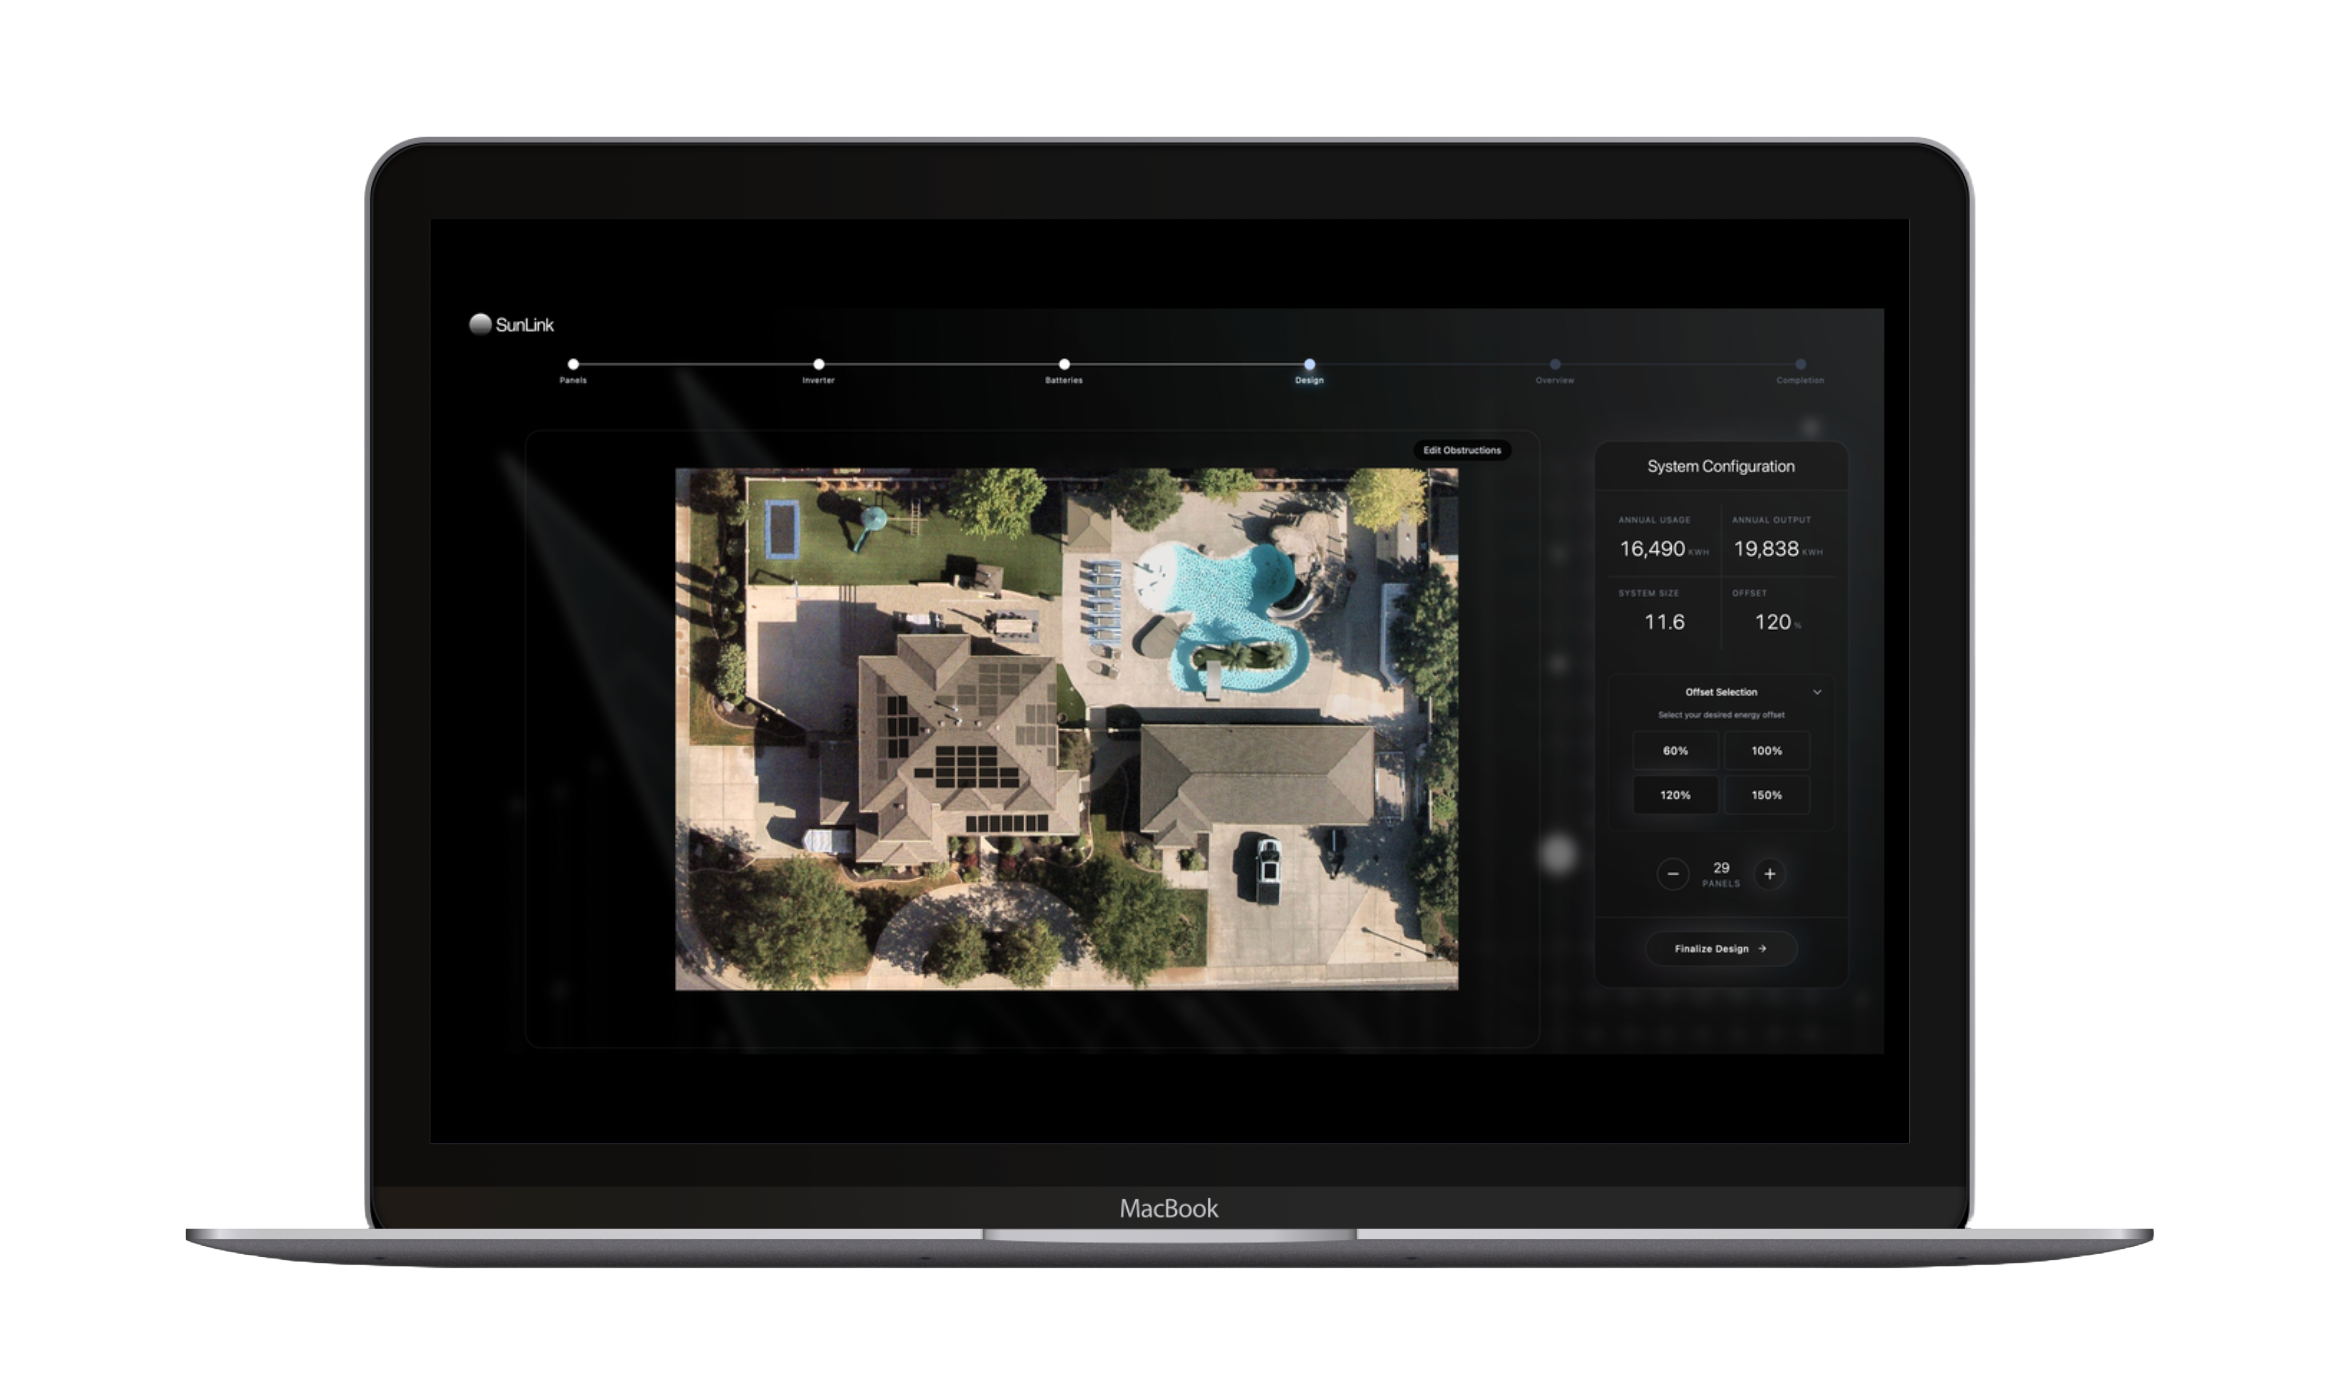 SunLink
Panels
Inverter
Batteries
Design
Overview
Completion
Edit Obstructions
System Configuration
ANNUAL USAGE
16,490 KWH
ANNUAL OUTPUT
19,838 KWH
SYSTEM SIZE
11.6
OFFSET
120 %
Offset Selection
Select your desired energy offset
60%
100%
120%
150%
−
29
PANELS
+
Finalize Design →
MacBook